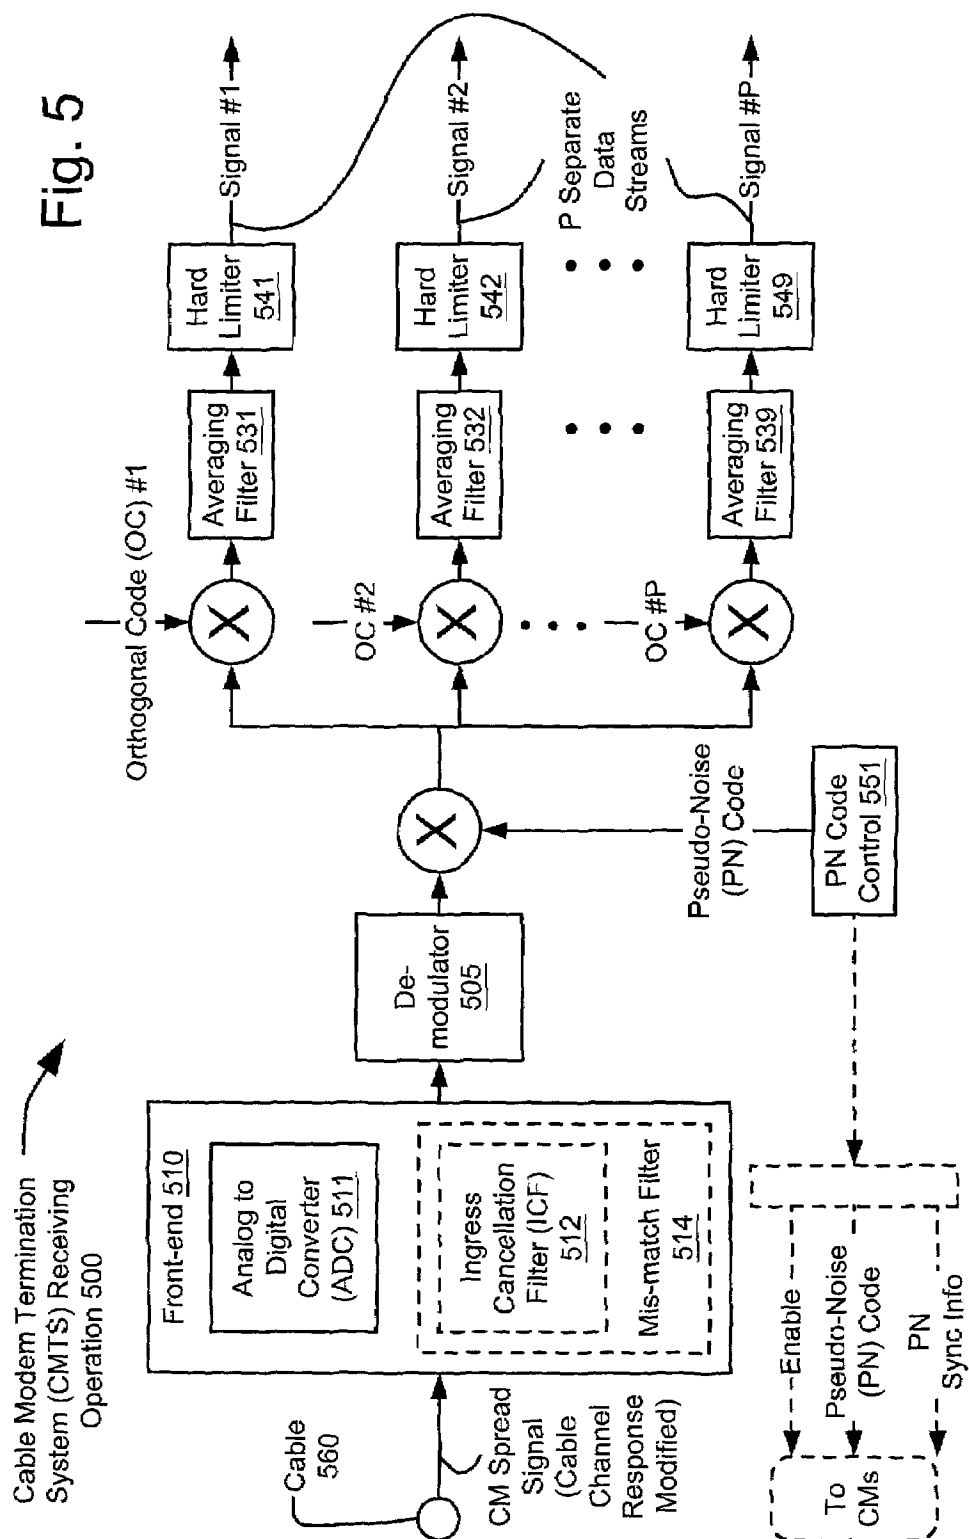 Fig. 5
Cable Modem Termination
System (CMTS) Receiving
Operation 500
Cable
560
CM Spread
Signal
(Cable
Channel
Response
Modified)
Front-end 510
Analog to
Digital
Converter
(ADC) 511
Ingress
Cancellation
Filter (ICF)
512
Mis-match Filter
514
De-
modulator
505
X
Pseudo-Noise
(PN) Code
PN Code
Control 551
Enable
Pseudo-Noise
(PN) Code
PN
Sync Info
To
CMs
Orthogonal Code (OC) #1
X
Averaging
Filter 531
Hard
Limiter
541
Signal #1
OC #2
X
Averaging
Filter 532
Hard
Limiter
542
Signal #2
P Separate
Data
Streams
OC #P
X
Averaging
Filter 539
Hard
Limiter
549
Signal #P